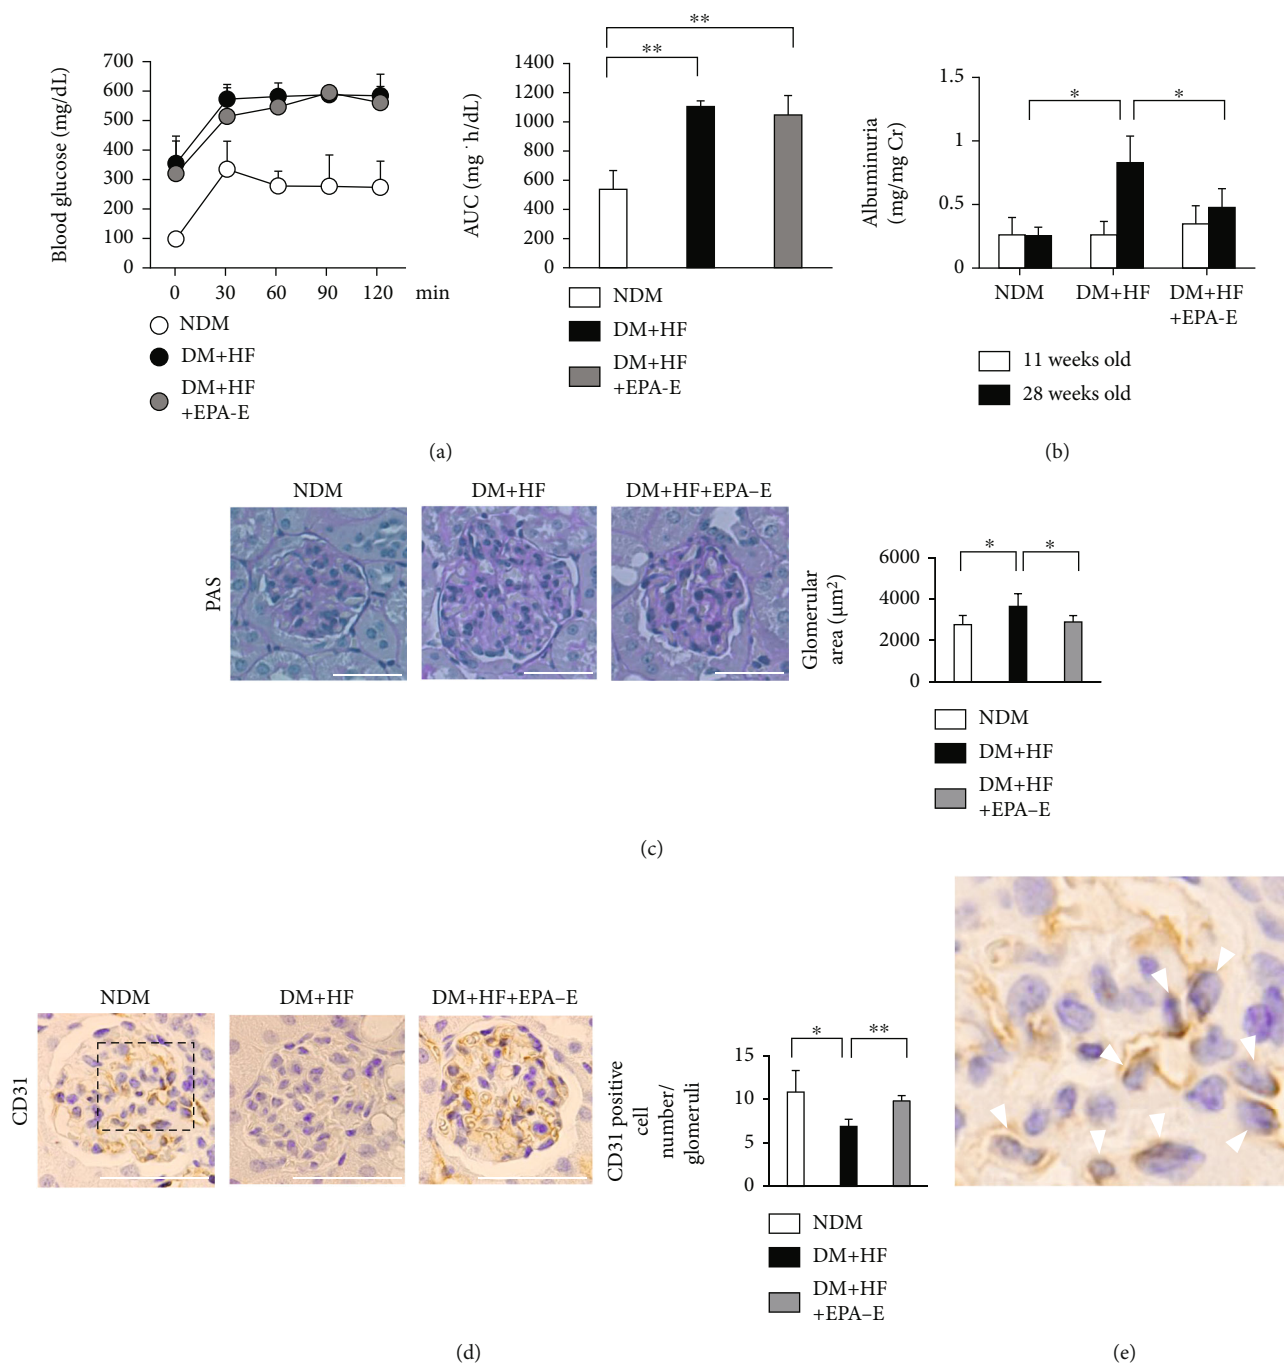 Blood glucose (mg/dL)
700
600
500
400
300
200
100
0
0 30 60 90 120 min
NDM
DM+HF
DM+HF
+EPA-E
** 
**
AUC (mg·h/dL)
1400
1200
1000
800
600
400
200
0
NDM
DM+HF
DM+HF
+EPA-E
(a)
Albuminuria
(mg/mg Cr)
1.5
1
0.5
0
* *
NDM DM+HF DM+HF
+EPA-E
11 weeks old
28 weeks old
(b)
NDM DM+HF DM+HF+EPA–E
PAS
Glomerular
area (μm²)
6000
4000
2000
0
* *
NDM
DM+HF
DM+HF
+EPA–E
(c)
NDM DM+HF DM+HF+EPA–E
CD31
CD31 positive
cell
number/
glomeruli
15
10
5
0
* **
NDM
DM+HF
DM+HF
+EPA–E
(d)
(e)